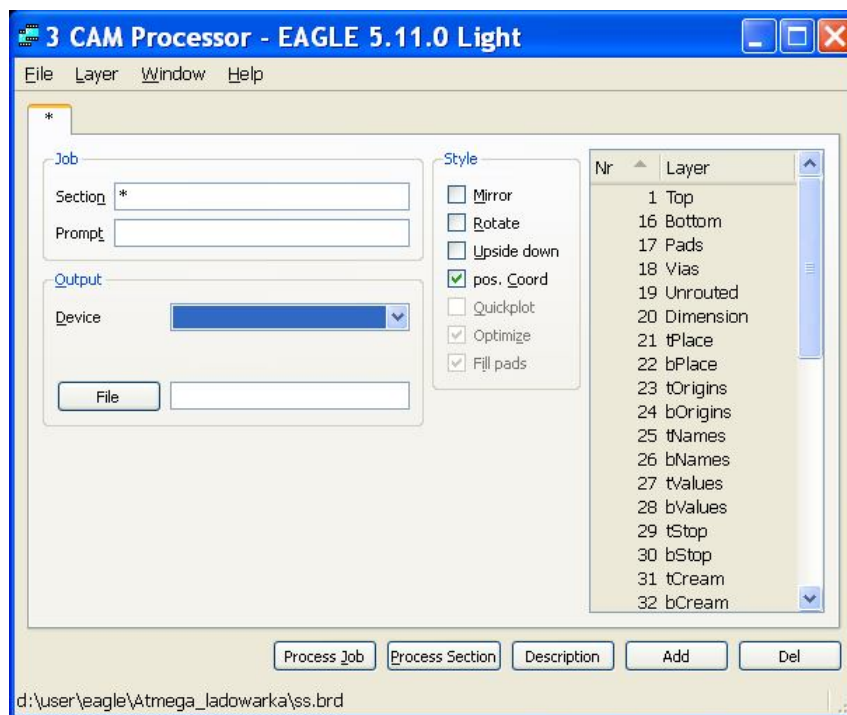 3 CAM Processor - EAGLE 5.11.0 Light
File Layer Window Help
*
Job
Section *
Prompt
Output
Device
File
Style
Mirror
Rotate
Upside down
pos. Coord
Quickplot
Optimize
Fill pads
Nr Layer
1 Top
16 Bottom
17 Pads
18 Vias
19 Unrouted
20 Dimension
21 tPlace
22 bPlace
23 tOrigins
24 bOrigins
25 tNames
26 bNames
27 tValues
28 bValues
29 tStop
30 bStop
31 tCream
32 bCream
Process Job Process Section Description Add Del
d:\user\eagle\Atmega_ladowarka\ss.brd